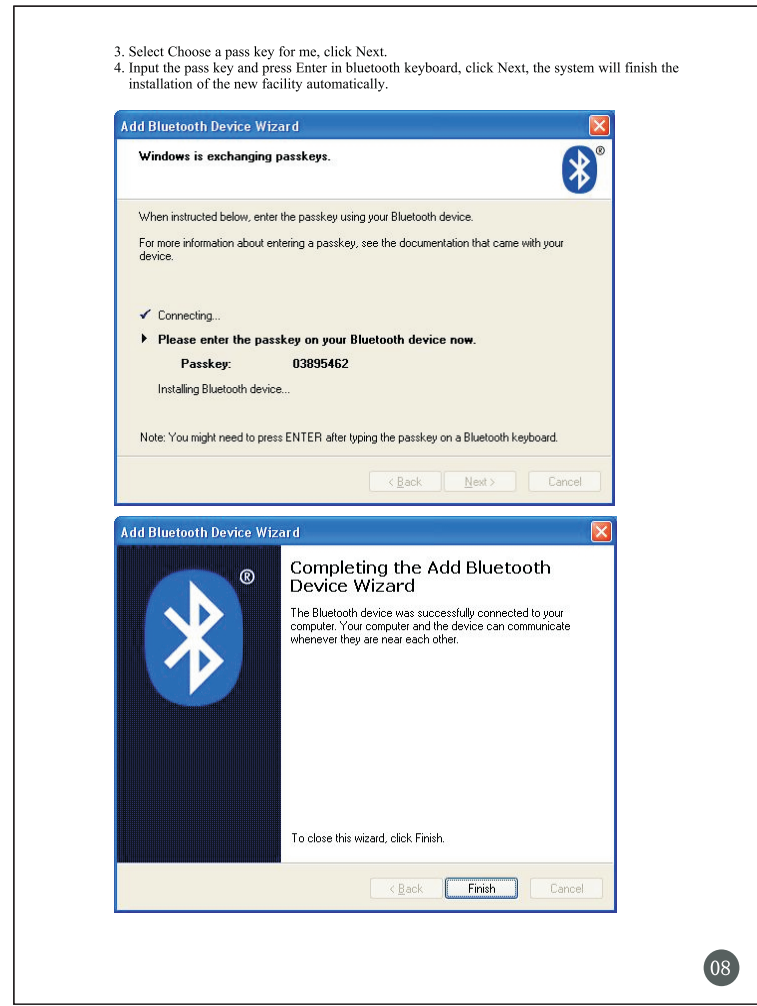 3. Select Choose a pass key for me, click Next.
4. Input the pass key and press Enter in bluetooth keyboard, click Next, the system will finish the
installation of the new facility automatically.
Add Bluetooth Device Wizard
Windows is exchanging passkeys.
®
When instructed below, enter the passkey using your Bluetooth device.
For more information about entering a passkey, see the documentation that came with your
device.
✓ Connecting...
Please enter the passkey on your Bluetooth device now.
Passkey: 03895462
Installing Bluetooth device...
Note: You might need to press ENTER after typing the passkey on a Bluetooth keyboard.
< Back Next > Cancel
Add Bluetooth Device Wizard
®
Completing the Add Bluetooth
Device Wizard
The Bluetooth device was successfully connected to your
computer. Your computer and the device can communicate
whenever they are near each other.
To close this wizard, click Finish.
< Back Finish Cancel
08